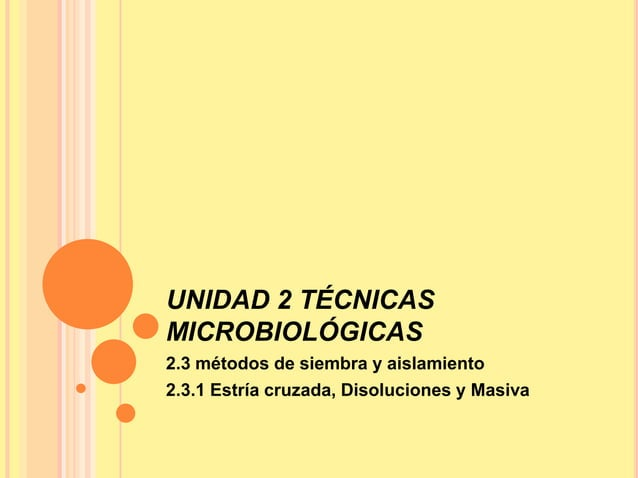 UNIDAD 2 TÉCNICAS
MICROBIOLÓGICAS
2.3 métodos de siembra y aislamiento
2.3.1 Estría cruzada, Disoluciones y Masiva